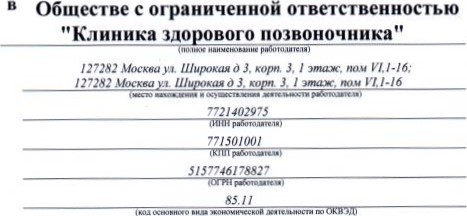 в Обществе с ограниченной ответственностью
"Клиника здорового позвоночника"
(полное наименование работодателя)
127282 Москва ул. Широкая д 3, корп. 3, 1 этаж, пом VI,1-16;
127282 Москва ул. Широкая д 3, корп. 3, 1 этаж, пом VI,1-16
(место нахождения и осуществления деятельности работодателя)
7721402975
(ИНН работодателя)
771501001
(КПП работодателя)
5157746178827
(ОГРН работодателя)
85.11
(код основного вида экономической деятельности по ОКВЭД)